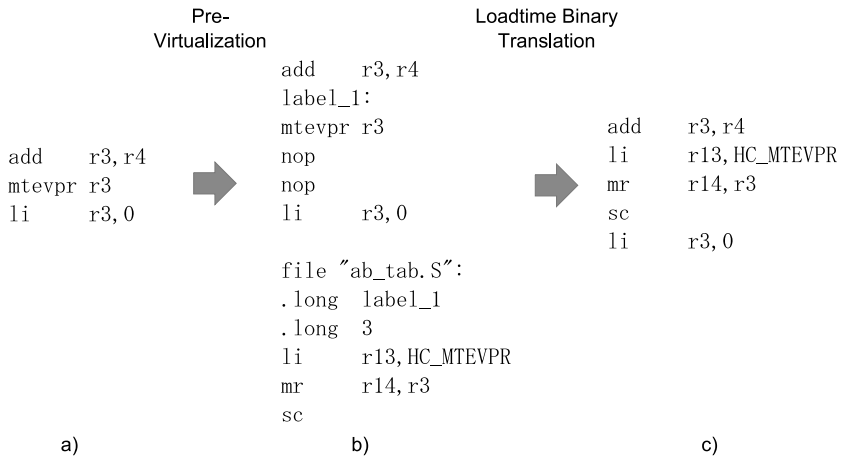 Pre-
Virtualization
Loadtime Binary
Translation
add r3,r4
mtevpr r3
li r3,0
add r3,r4
label_1:
mtevpr r3
nop
nop
li r3,0
file "ab_tab.S":
.long label_1
.long 3
li r13,HC_MTEVPR
mr r14,r3
sc
add r3,r4
li r13,HC_MTEVPR
mr r14,r3
sc
li r3,0
a)
b)
c)